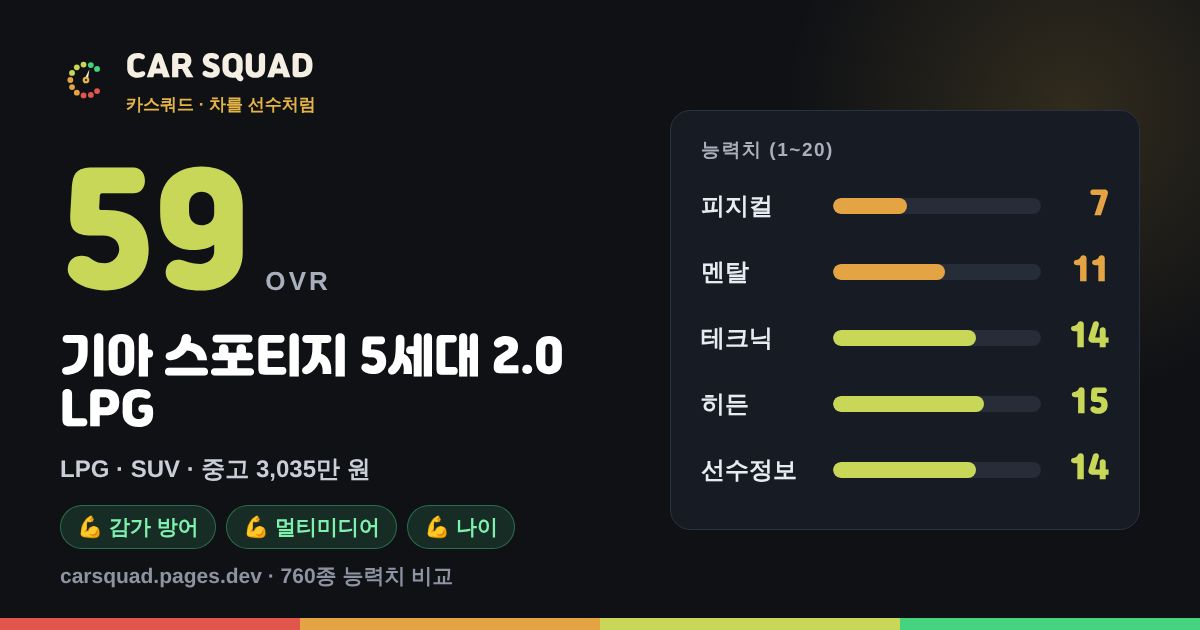 CAR SQUAD
카스쿼드 · 차를 선수처럼
59 OVR
기아 스포티지 5세대 2.0
LPG
LPG · SUV · 중고 3,035만 원
💪 감가 방어 💪 멀티미디어 💪 나이
carsquad.pages.dev · 760종 능력치 비교
능력치 (1~20)
피지컬 7
멘탈 11
테크닉 14
히든 15
선수정보 14